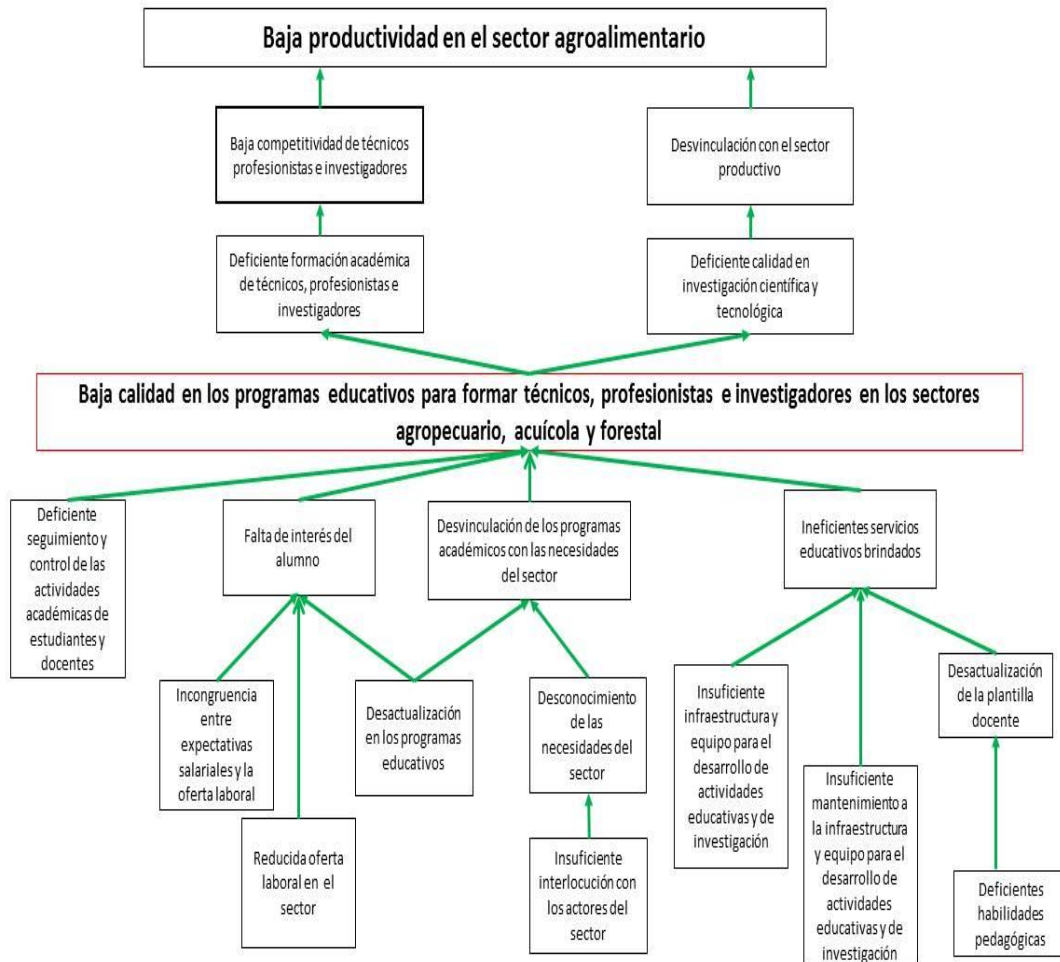 Baja productividad en el sector agroalimentario
Baja competitividad de técnicos
profesionistas e investigadores
Desvinculación con el sector
productivo
Deficiente formación académica
de técnicos, profesionistas e
investigadores
Deficiente calidad en
investigación científica y
tecnológica
Baja calidad en los programas educativos para formar técnicos, profesionistas e investigadores en los sectores
agropecuario, acuícola y forestal
Deficiente
seguimiento y
control de las
actividades
académicas de
estudiantes y
docentes
Falta de interés del
alumno
Desvinculación de los programas
académicos con las necesidades
del sector
Ineficientes servicios
educativos brindados
Incongruencia
entre
expectativas
salariales y la
oferta laboral
Desactualización
en los programas
educativos
Desconocimiento
de las
necesidades del
sector
Insuficiente
infraestructura y
equipo para el
desarrollo de
actividades
educativas y de
investigación
Desactualización
de la plantilla
docente
Reducida oferta
laboral en el
sector
Insuficiente
interlocución con
los actores del
sector
Insuficiente
mantenimiento a
la infraestructura
y equipo para el
desarrollo de
actividades
educativas y de
investigación
Deficientes
habilidades
pedagógicas